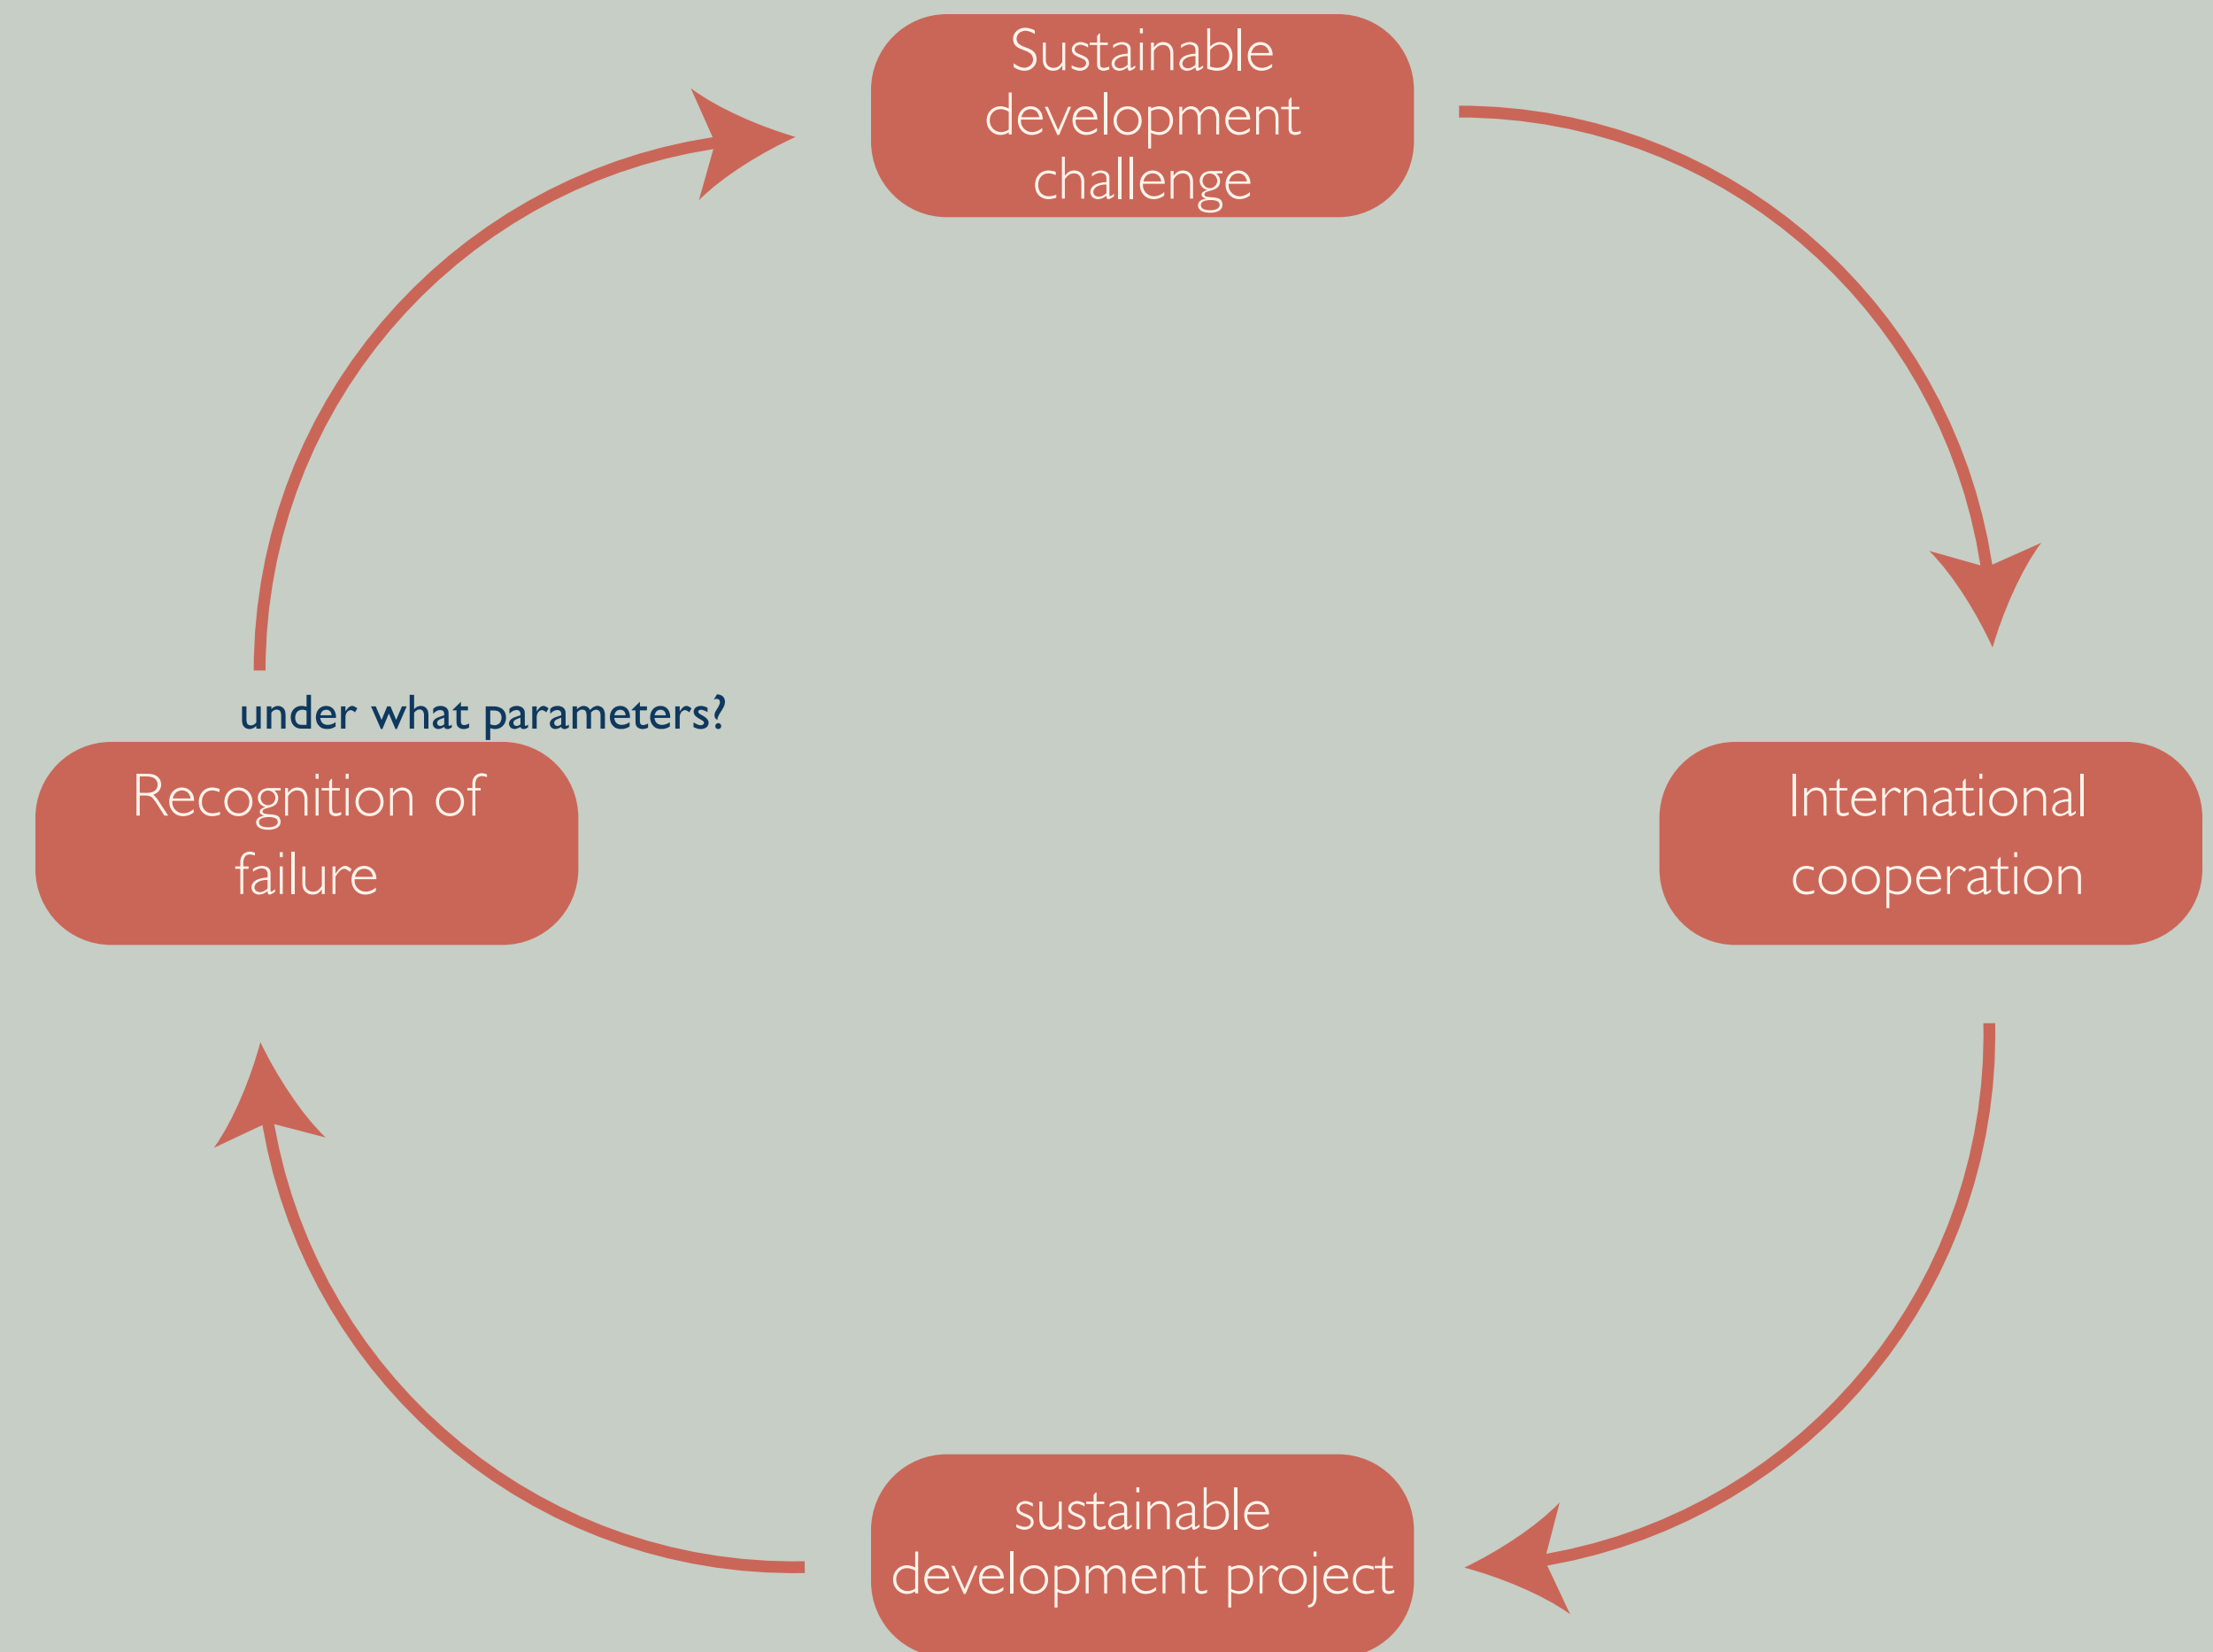 Sustainable
development
challenge
under what parameters?
Recognition of
failure
International
cooperation
sustainable
development project